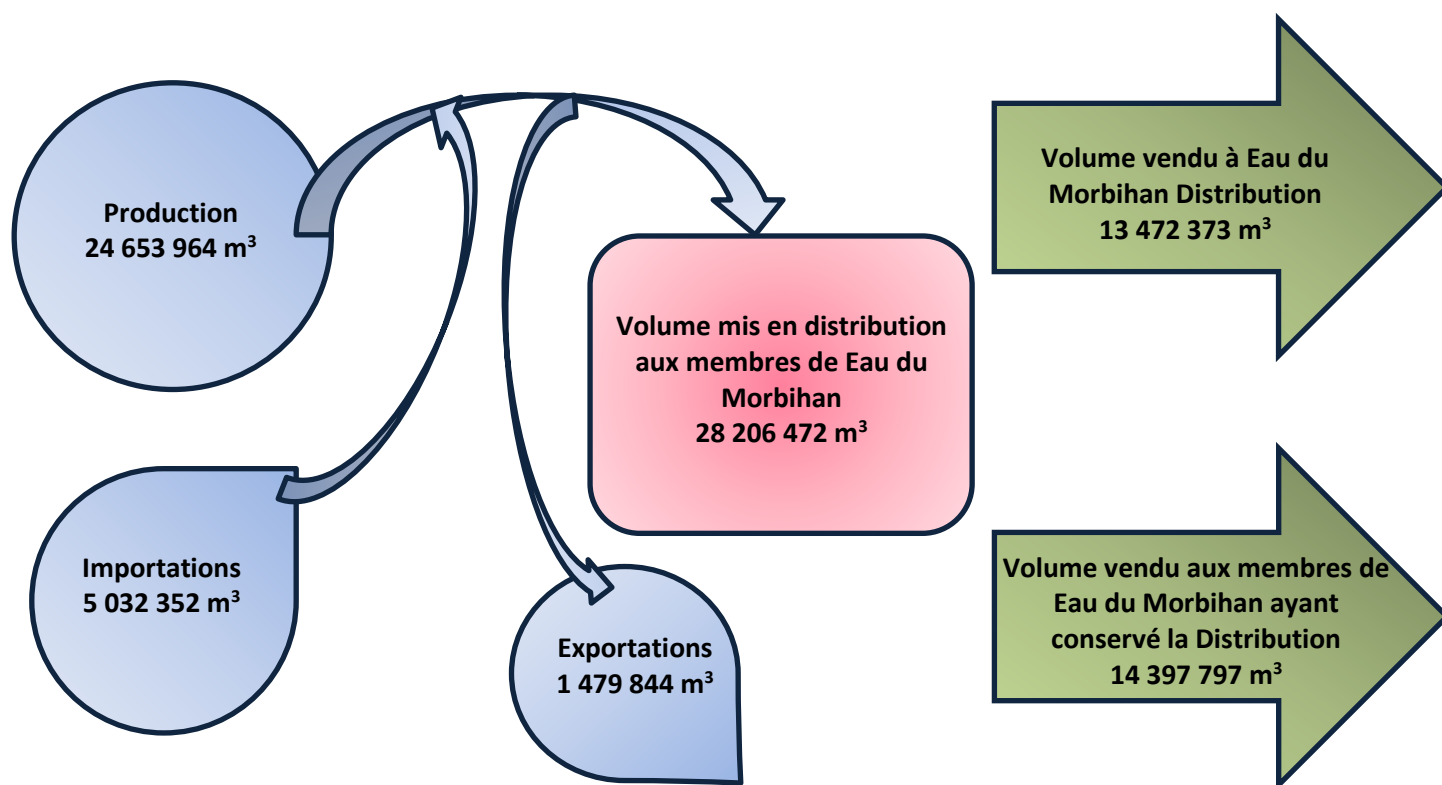 Production
24 653 964 m³
Importations
5 032 352 m³
Exportations
1 479 844 m³
Volume mis en distribution
aux membres de Eau du
Morbihan
28 206 472 m³
Volume vendu à Eau du
Morbihan Distribution
13 472 373 m³
Volume vendu aux membres de
Eau du Morbihan ayant
conservé la Distribution
14 397 797 m³